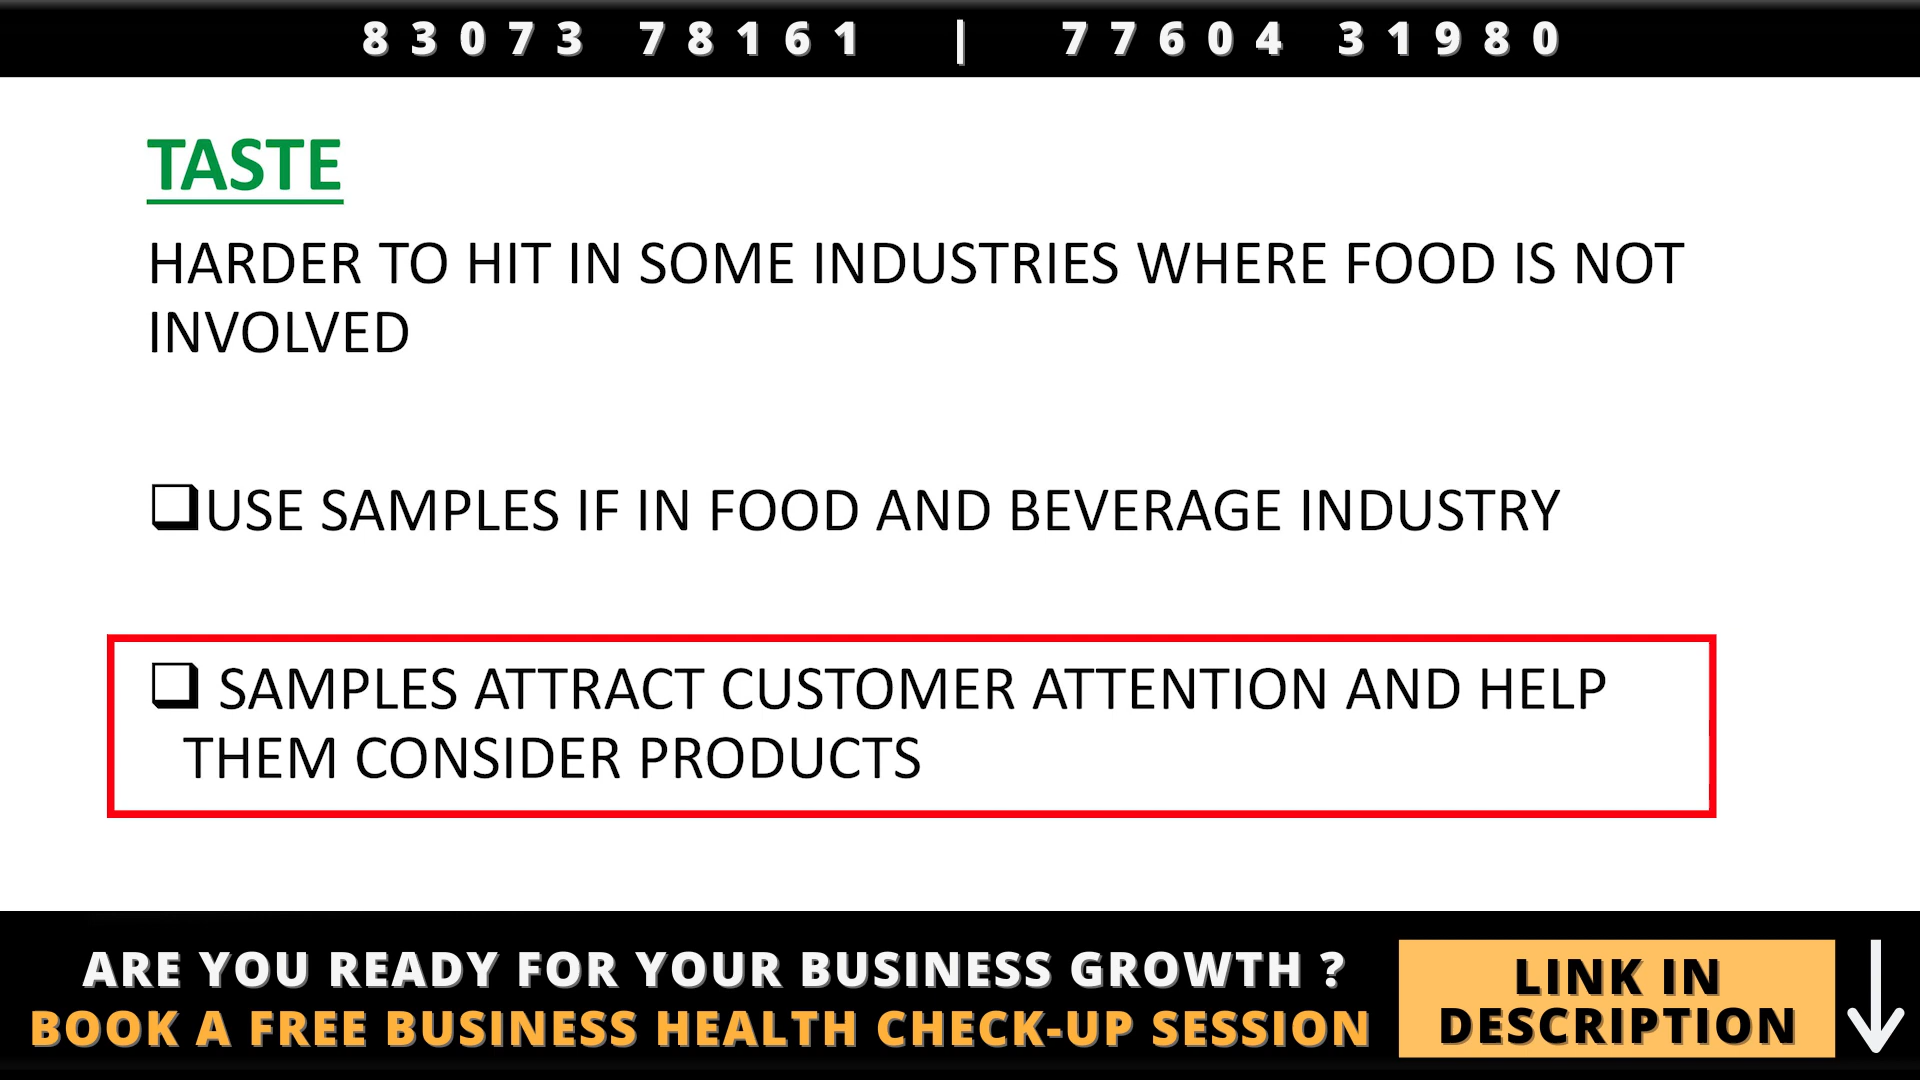 83073 78161 | 77604 31980
TASTE
HARDER TO HIT IN SOME INDUSTRIES WHERE FOOD IS NOT
INVOLVED
❑USE SAMPLES IF IN FOOD AND BEVERAGE INDUSTRY
❑ SAMPLES ATTRACT CUSTOMER ATTENTION AND HELP
THEM CONSIDER PRODUCTS
ARE YOU READY FOR YOUR BUSINESS GROWTH ?
BOOK A FREE BUSINESS HEALTH CHECK-UP SESSION
LINK IN
DESCRIPTION